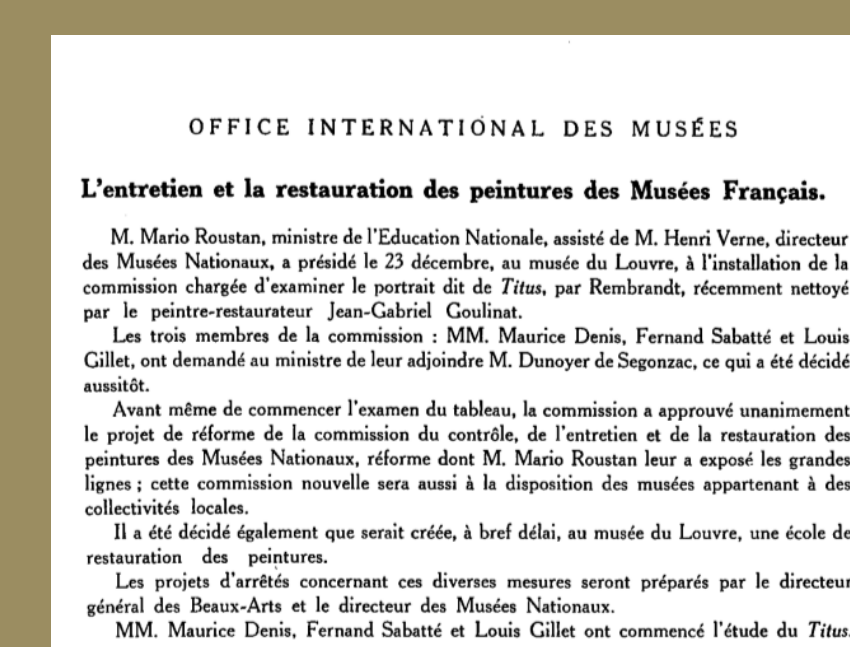 OFFICE INTERNATIONAL DES MUSÉES
L'entretien et la restauration des peintures des Musées Français.
M. Mario Roustan, ministre de l'Education Nationale, assisté de M. Henri Verne, directeur
des Musées Nationaux, a présidé le 23 décembre, au musée du Louvre, à l'installation de la
commission chargée d'examiner le portrait dit de Titus, par Rembrandt, récemment nettoyé
par le peintre-restaurateur Jean-Gabriel Goulinat.
Les trois membres de la commission : MM. Maurice Denis, Fernand Sabatté et Louis
Gillet, ont demandé au ministre de leur adjoindre M. Dunoyer de Segonzac, ce qui a été décidé
aussitôt.
Avant même de commencer l'examen du tableau, la commission a approuvé unanimement
le projet de réforme de la commission du contrôle, de l'entretien et de la restauration des
peintures des Musées Nationaux, réforme dont M. Mario Roustan leur a exposé les grandes
lignes ; cette commission nouvelle sera aussi à la disposition des musées appartenant à des
collectivités locales.
Il a été décidé également que serait créée, à bref délai, au musée du Louvre, une école de
restauration des peintures.
Les projets d'arrêtés concernant ces diverses mesures seront préparés par le directeur
général des Beaux-Arts et le directeur des Musées Nationaux.
MM. Maurice Denis, Fernand Sabatté et Louis Gillet ont commencé l'étude du Titus.